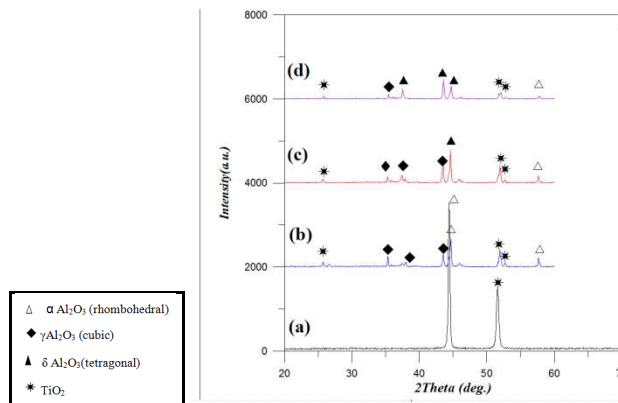 8000
6000
4000
2000
0
Intensity(a.u.)
(d)
(c)
(b)
(a)
20 30 40 50 60 70
2Theta (deg.)
△ α Al₂O₃ (rhombohedral)
◆ γAl₂O₃ (cubic)
▲ δ Al₂O₃(tetragonal)
✷ TiO₂